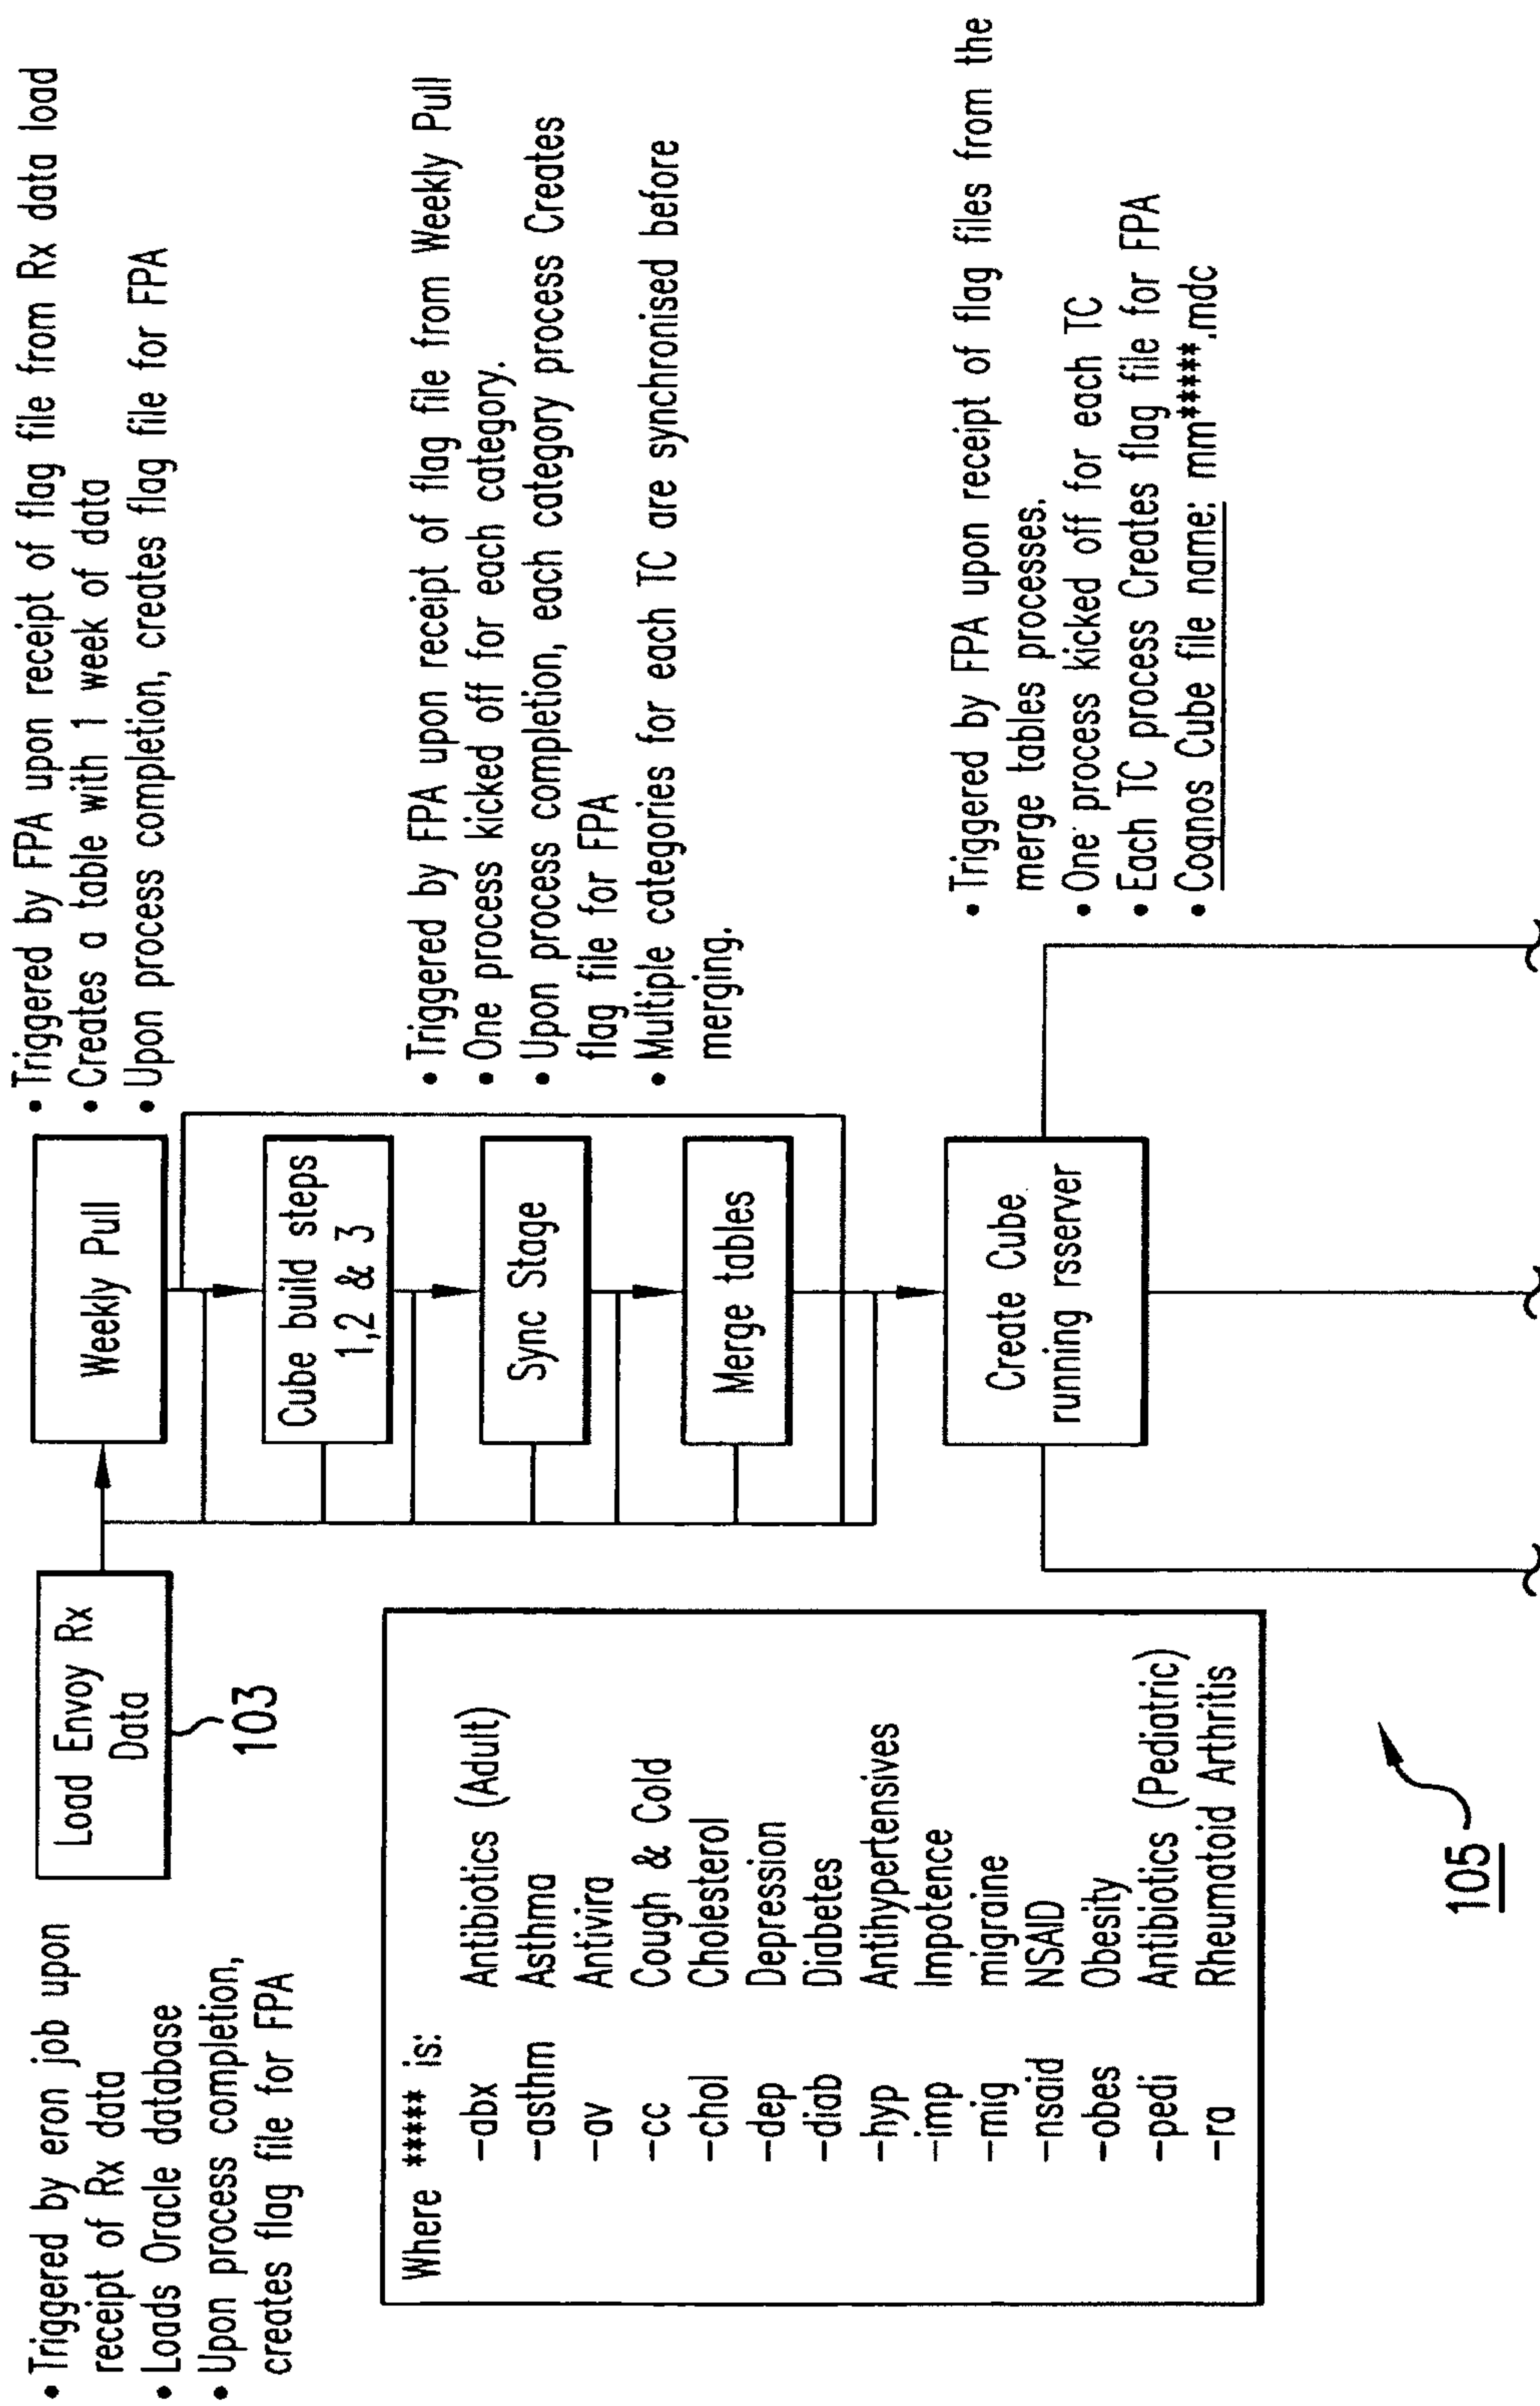 • Triggered by eron job upon
receipt of Rx data
• Loads Oracle database
• Upon process completion,
creates flag file for FPA
Load Envoy Rx
Data
103
Weekly Pull
• Triggered by FPA upon receipt of flag file from Rx data load
• Creates a table with 1 week of data
• Upon process completion, creates flag file for FPA
Cube build steps
1,2 & 3
Sync Stage
Merge tables
• Triggered by FPA upon receipt of flag file from Weekly Pull
• One process kicked off for each category.
• Upon process completion, each category process Creates
flag file for FPA
• Multiple categories for each TC are synchronised before
merging.
Create Cube
running rsserver
• Triggered by FPA upon receipt of flag files from the
merge tables processes.
• One process kicked off for each TC
• Each TC process Creates flag file for FPA
• Cognos Cube file name: mm*****.mdc
Where ***** is:
–abx Antibiotics (Adult)
–asthm Asthma
–av Antivira
–cc Cough & Cold
–chol Cholesterol
–dep Depression
–diab Diabetes
–hyp Antihypertensives
–imp Impotence
–mig migraine
–nsaid NSAID
–obes Obesity
–pedi Antibiotics (Pediatric)
–ra Rheumatoid Arthritis
105